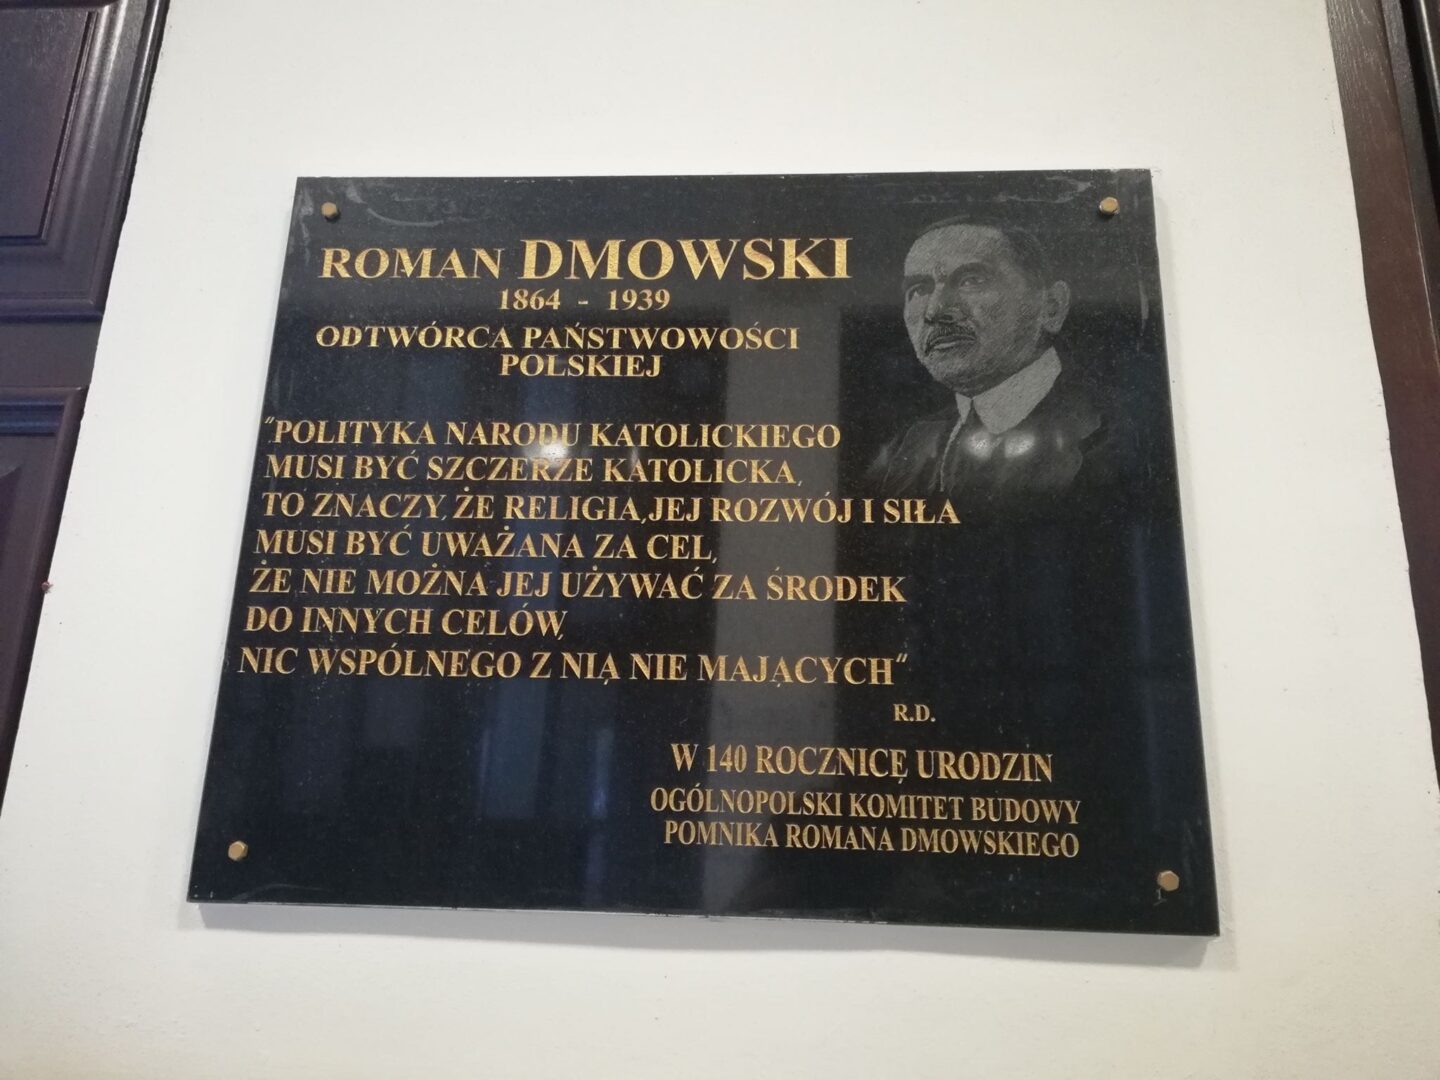 ROMAN DMOWSKI
1864 - 1939
ODTWÓRCA PAŃSTWOWOŚCI
POLSKIEJ
"POLITYKA NARODU KATOLICKIEGO
MUSI BYĆ SZCZERZE KATOLICKA,
TO ZNACZY, ŻE RELIGIA, JEJ ROZWÓJ I SIŁA
MUSI BYĆ UWAŻANA ZA CEL,
ŻE NIE MOŻNA JEJ UŻYWAĆ ZA ŚRODEK
DO INNYCH CELÓW,
NIC WSPÓLNEGO Z NIĄ NIE MAJĄCYCH"
R.D.
W 140 ROCZNICĘ URODZIN
OGÓLNOPOLSKI KOMITET BUDOWY
POMNIKA ROMANA DMOWSKIEGO